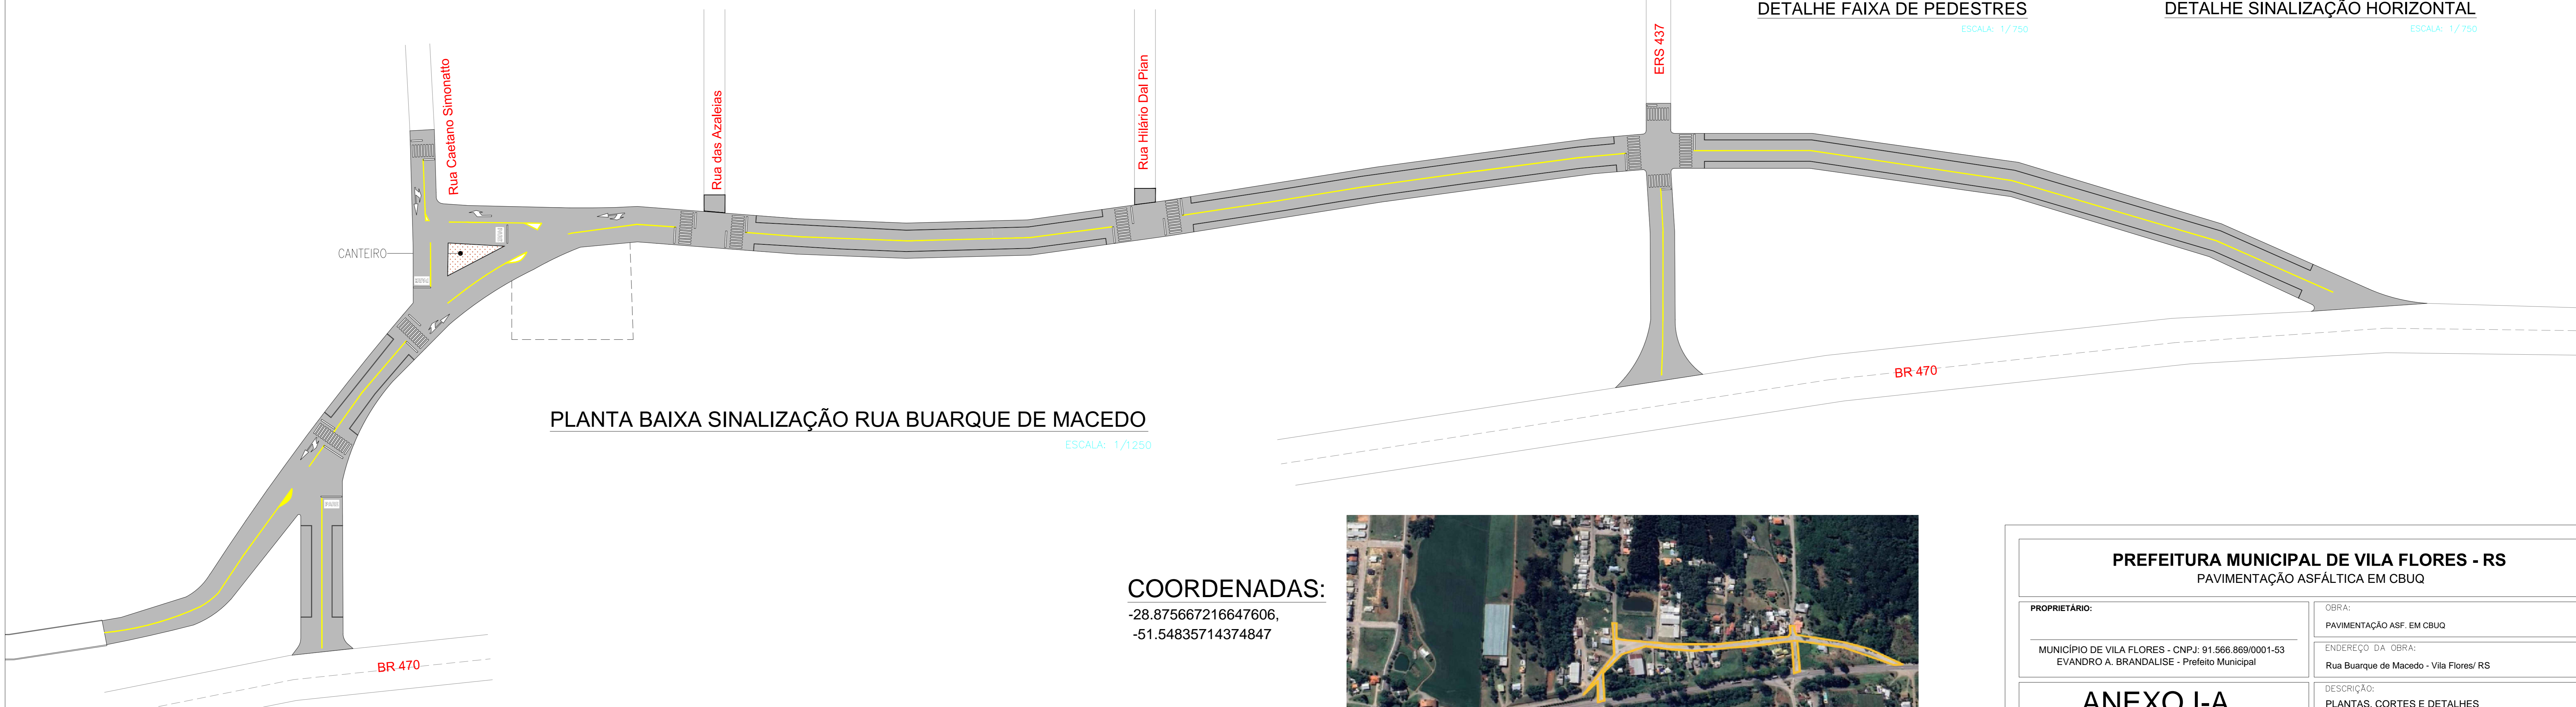 DETALHE FAIXA DE PEDESTRES
ESCALA: 1/750
DETALHE SINALIZAÇÃO HORIZONTAL
ESCALA: 1/750
Rua Caetano Simonatto
Rua das Azaleias
Rua Hilário Dal Pian
ERS 437
CANTEIRO
BR 470
PLANTA BAIXA SINALIZAÇÃO RUA BUARQUE DE MACEDO
ESCALA: 1/1250
BR 470
COORDENADAS:
-28.875667216647606,
-51.54835714374847
PREFEITURA MUNICIPAL DE VILA FLORES - RS
PAVIMENTAÇÃO ASFÁLTICA EM CBUQ
PROPRIETÁRIO:
MUNICÍPIO DE VILA FLORES - CNPJ: 91.566.869/0001-53
EVANDRO A. BRANDALISE - Prefeito Municipal
OBRA:
PAVIMENTAÇÃO ASF. EM CBUQ
ENDEREÇO DA OBRA:
Rua Buarque de Macedo - Vila Flores/ RS
ANEXO I-A
DESCRIÇÃO:
PLANTAS, CORTES E DETALHES